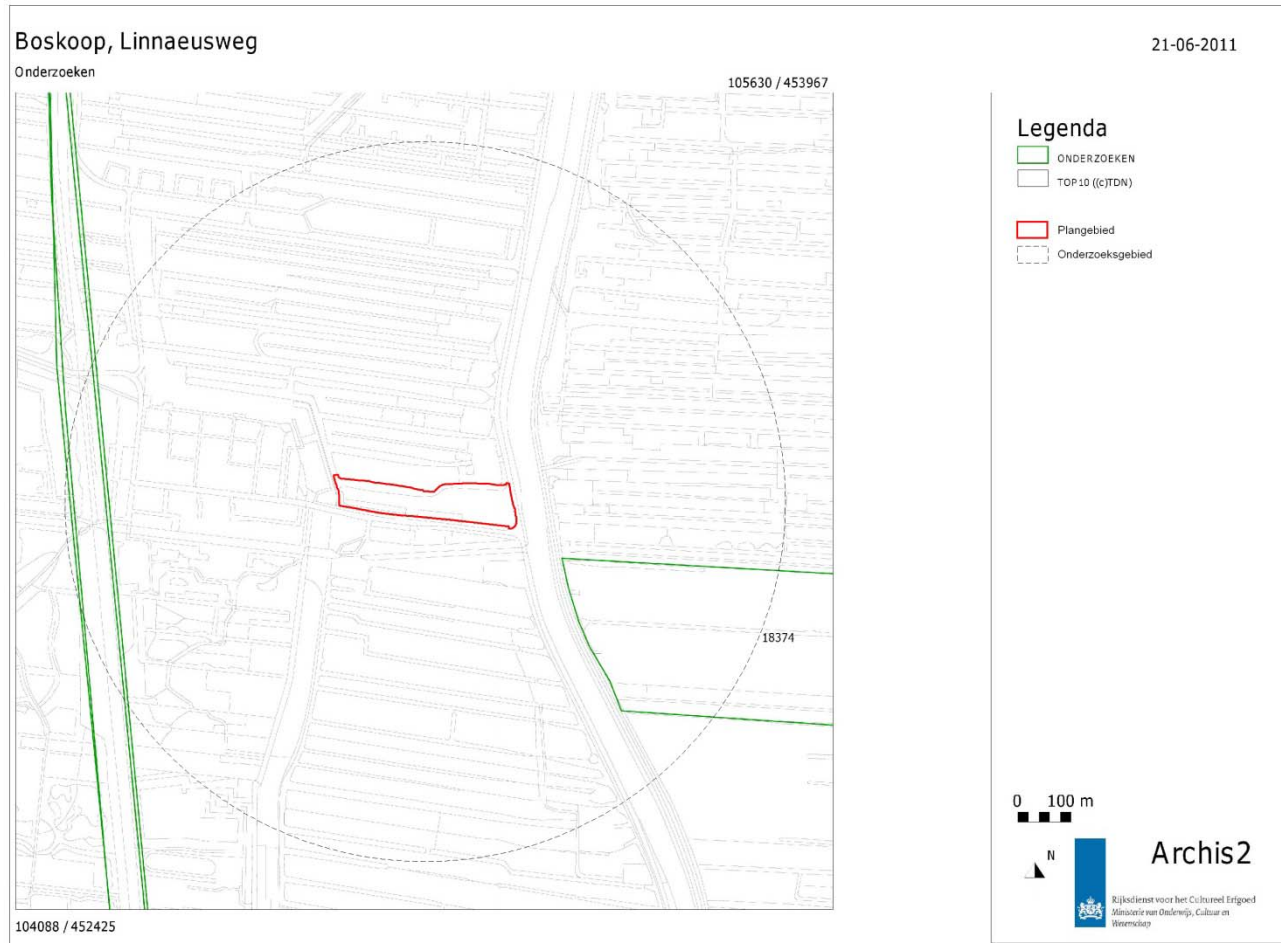 Boskoop, Linnaeusweg
21-06-2011
Onderzoeken
105630 / 453967
Legenda
ONDERZOEKEN
TOP10 ((c)TDN)
Plangebied
Onderzoeksgebied
18374
0 100 m
N
Archis2
Rijksdienst voor het Cultureel Erfgoed
Ministerie van Onderwijs, Cultuur en
Wetenschap
104088 / 452425